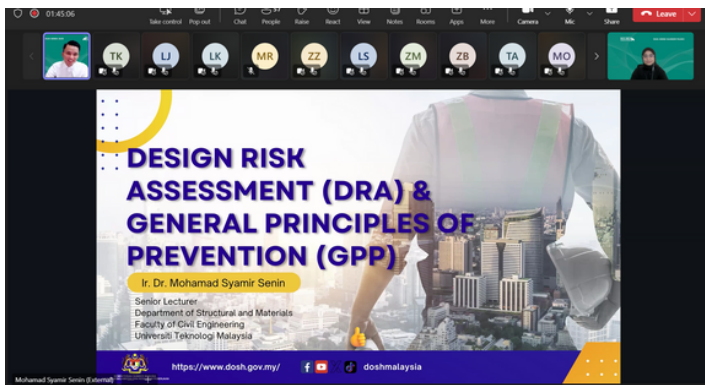 01:45:06
Take control Pop out Chat People Raise React View Notes Rooms Apps More Camera Mic Share Leave
TK LJ LK MR ZZ LS ZM ZB TA MO
DESIGN RISK
ASSESSMENT (DRA) &
GENERAL PRINCIPLES OF
PREVENTION (GPP)
Ir. Dr. Mohamad Syamir Senin
Senior Lecturer
Department of Structural and Materials
Faculty of Civil Engineering
Universiti Teknologi Malaysia
https://www.dosh.gov.my/ doshmalaysia
Mohamad Syamir Senin (External)